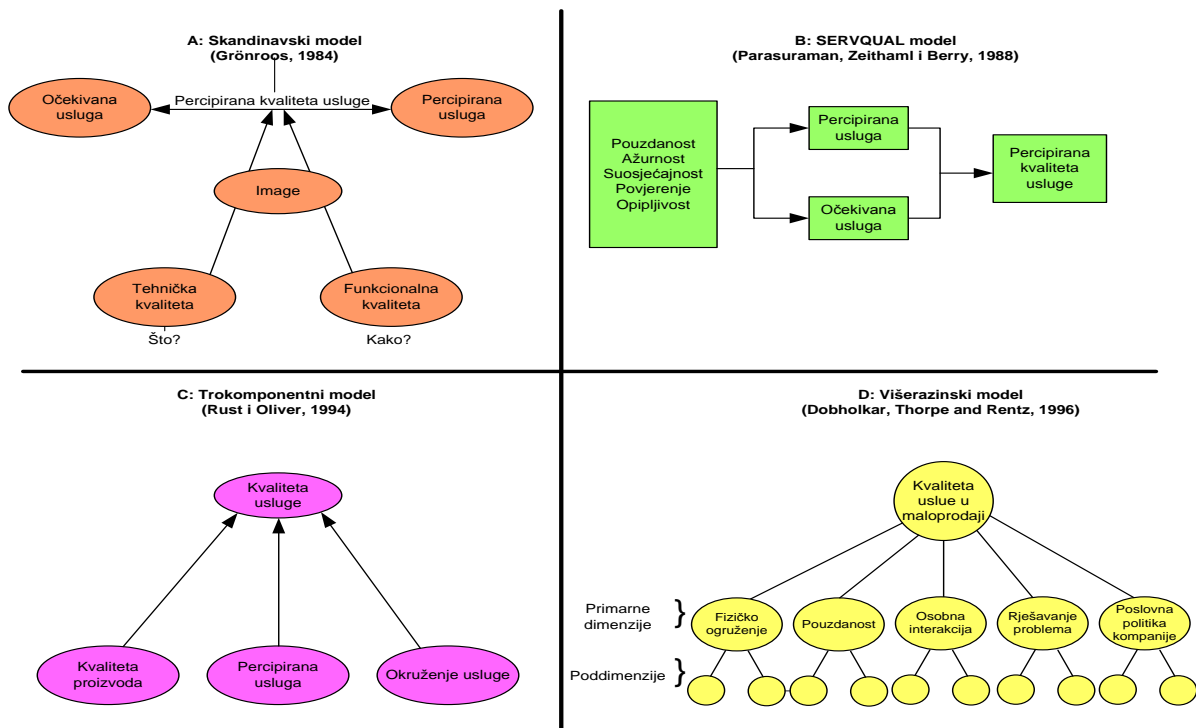 A: Skandinavski model
(Grönroos, 1984)
Očekivana
usluga
Percipirana kvaliteta usluge
Percipirana
usluga
Image
Tehnička
kvaliteta
Funkcionalna
kvaliteta
Što?
Kako?
B: SERVQUAL model
(Parasuraman, Zeithaml i Berry, 1988)
Pouzdanost
Ažurnost
Suosjećajnost
Povjerenje
Opipljivost
Percipirana
usluga
Očekivana
usluga
Percipirana
kvaliteta
usluge
C: Trokomponentni model
(Rust i Oliver, 1994)
Kvaliteta
usluge
Kvaliteta
proizvoda
Percipirana
usluga
Okruženje usluge
D: Višerazinski model
(Dobholkar, Thorpe and Rentz, 1996)
Kvaliteta
uslue u
maloprodaji
Primarne
dimenzije
}
Fizičko
ogruženje
Pouzdanost
Osobna
interakcija
Rješavanje
problema
Poslovna
politika
kompanije
Poddimenzije
}